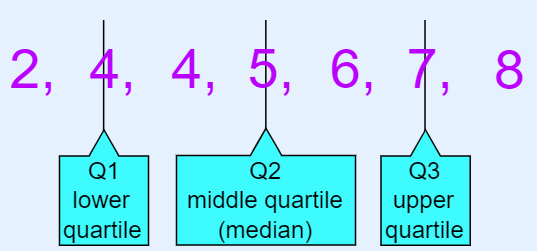 2, 4, 4, 5, 6, 7, 8
Q1
lower
quartile
Q2
middle quartile
(median)
Q3
upper
quartile